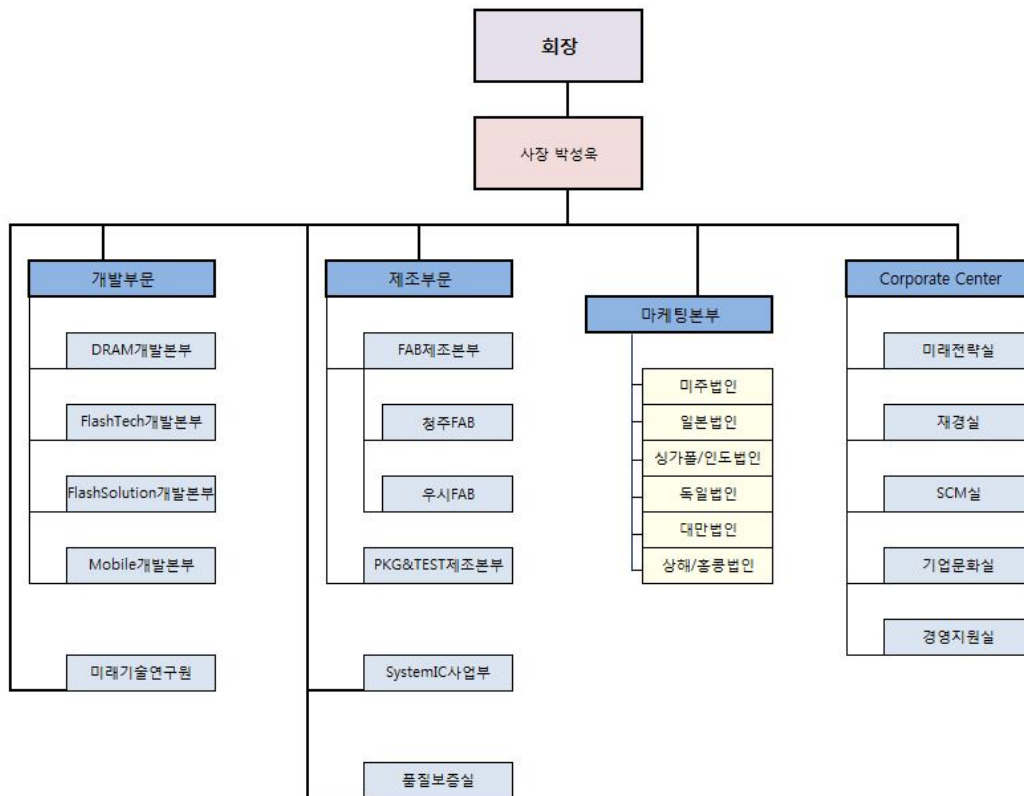 회장
사장 박성욱
개발부문
DRAM개발본부
FlashTech개발본부
FlashSolution개발본부
Mobile개발본부
미래기술연구원
제조부문
FAB제조본부
청주FAB
우시FAB
PKG&TEST제조본부
SystemIC사업부
품질보증실
마케팅본부
미주법인
일본법인
싱가폴/인도법인
독일법인
대만법인
상해/홍콩법인
Corporate Center
미래전략실
재경실
SCM실
기업문화실
경영지원실